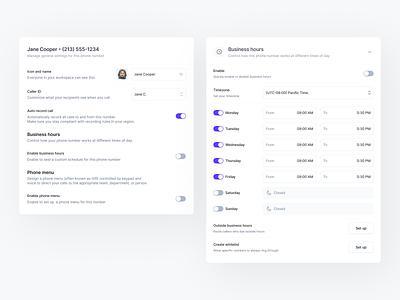 Jane Cooper • (213) 555-1234
Manage general settings for this phone number
Icon and name
Everyone in your workspace can see this
Jane Cooper
Caller ID
Customize what your recipients see when you call
Jane C.
Auto-record call
Automatically record all calls to and from this number.
Make sure you stay compliant with recording rules in your region.
Business hours
Control how your phone number works at different times of day.
Enable business hours
Enable to send a custom schedule for this phone number
Phone menu
Design a phone menu (often known as IVR) controlled by keypad and
voice to direct your calls to the appropriate team, department, or person.
Enable phone menu
Enable to set up a phone menu for this number
Business hours
Control how this phone number works at different times of day
Enable
enable or disable business hours
Timezone
Set your timezone
(UTC-08:00) Pacific Time
Monday From 09:00 AM To 5:30 PM
Tuesday From 09:00 AM To 5:30 PM
Wednesday From 09:00 AM To 5:30 PM
Thursday From 09:00 AM To 5:30 PM
Friday From 09:00 AM To 5:30 PM
Saturday Closed
Sunday Closed
Outside business hours
Route callers who dial outside hours
Set up
Create whitelist
Allow specific numbers to always ring through
Set up